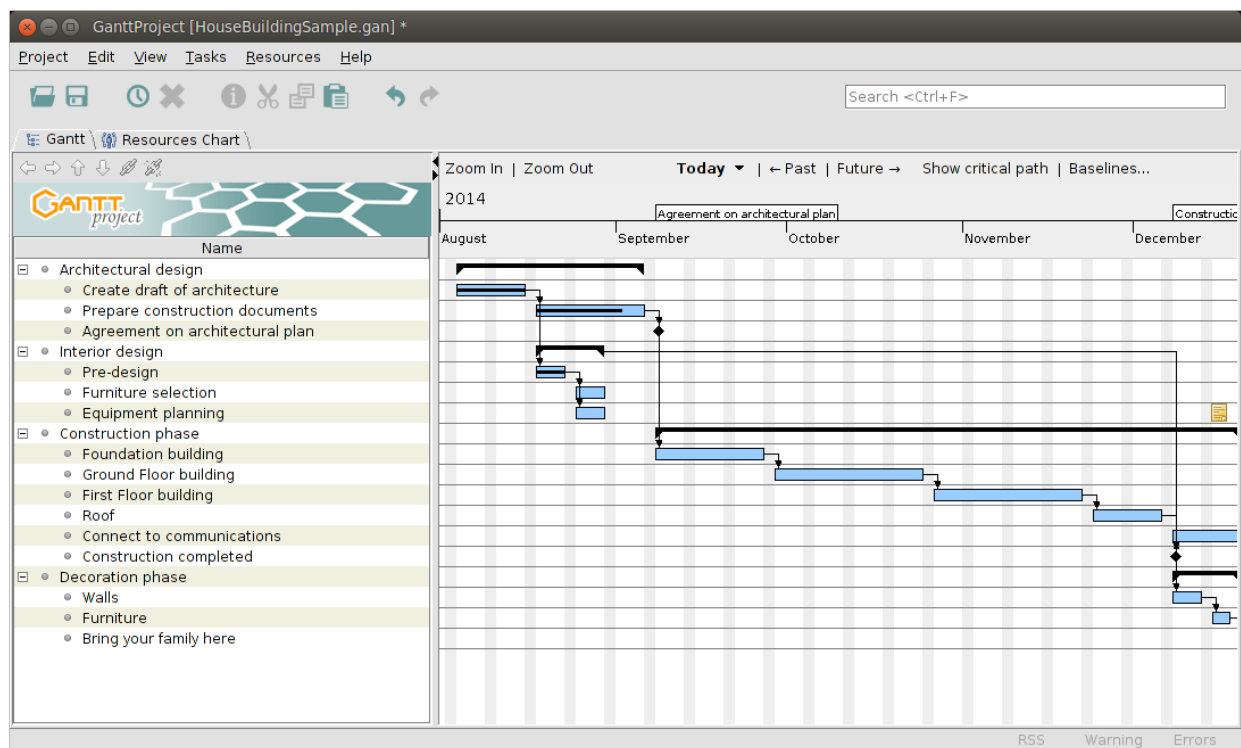 GanttProject [HouseBuildingSample.gan] *
Project Edit View Tasks Resources Help
Search <Ctrl+F>
Gantt Resources Chart
Zoom In | Zoom Out Today ▼ | ← Past | Future → Show critical path | Baselines...
GANTT
project
2014
Agreement on architectural plan Constructio
August September October November December
Name
Architectural design
Create draft of architecture
Prepare construction documents
Agreement on architectural plan
Interior design
Pre-design
Furniture selection
Equipment planning
Construction phase
Foundation building
Ground Floor building
First Floor building
Roof
Connect to communications
Construction completed
Decoration phase
Walls
Furniture
Bring your family here
RSS Warning Errors